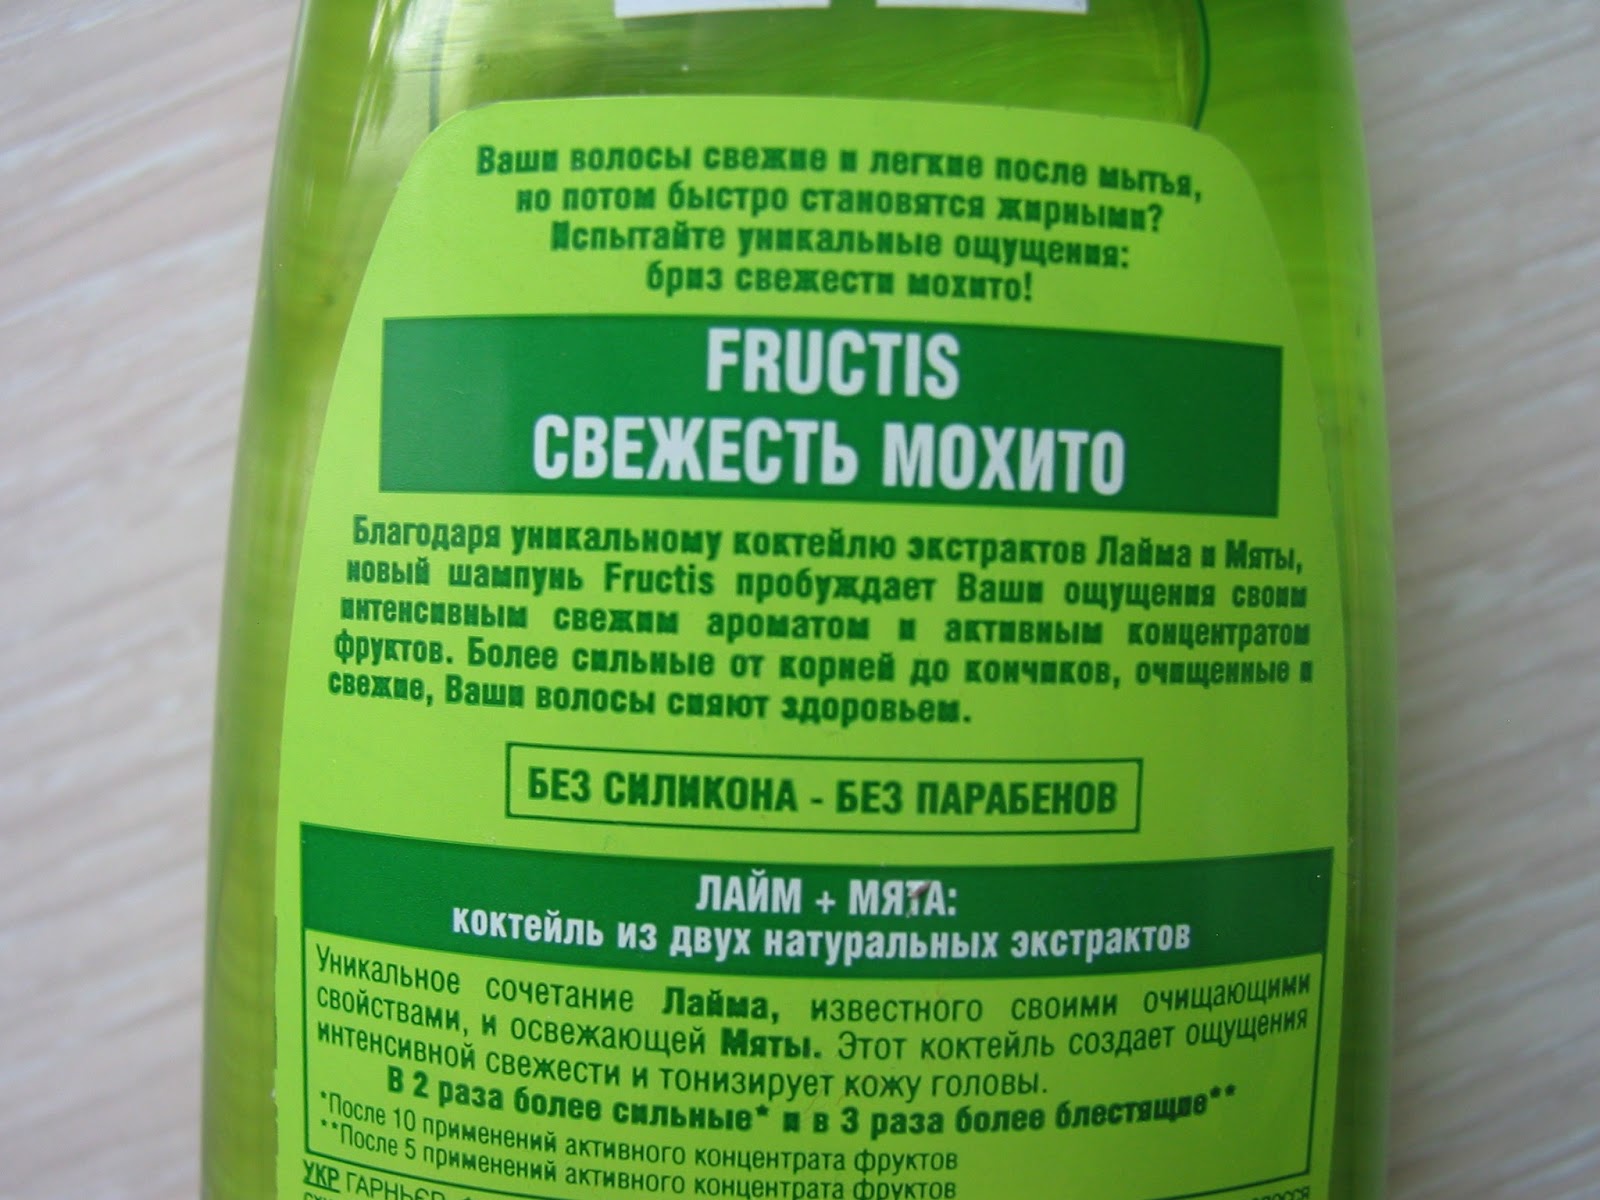 Ваши волосы свежие и легкие после мытья,
но потом быстро становятся жирными?
Испытайте уникальные ощущения:
бриз свежести мохито!
FRUCTIS
СВЕЖЕСТЬ МОХИТО
Благодаря уникальному коктейлю экстрактов Лайма и Мяты,
новый шампунь Fructis пробуждает Ваши ощущения своим
интенсивным свежим ароматом и активным концентратом
фруктов. Более сильные от корней до кончиков, очищенные и
свежие, Ваши волосы сияют здоровьем.
БЕЗ СИЛИКОНА - БЕЗ ПАРАБЕНОВ
ЛАЙМ + МЯТА:
коктейль из двух натуральных экстрактов
Уникальное сочетание Лайма, известного своими очищающими
свойствами, и освежающей Мяты. Этот коктейль создает ощущения
интенсивной свежести и тонизирует кожу головы.
В 2 раза более сильные* и в 3 раза более блестящие**
*После 10 применений активного концентрата фруктов
**После 5 применений активного концентрата фруктов
УКР ГАРНЬЄР